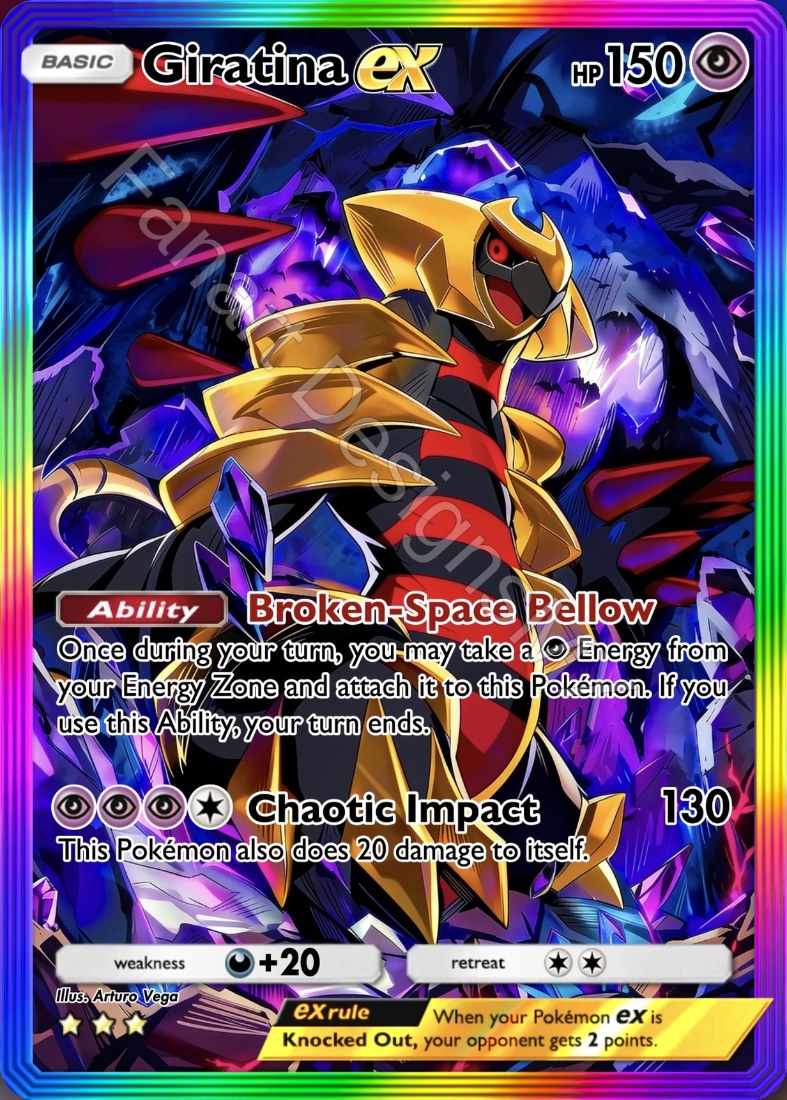 BASIC Giratina ex HP 150
Fanart Designs
Ability Broken-Space Bellow
Once during your turn, you may take a Energy from
your Energy Zone and attach it to this Pokémon. If you
use this Ability, your turn ends.
Chaotic Impact 130
This Pokémon also does 20 damage to itself.
weakness +20 retreat
Illus. Arturo Vega
ex rule When your Pokémon ex is
Knocked Out, your opponent gets 2 points.